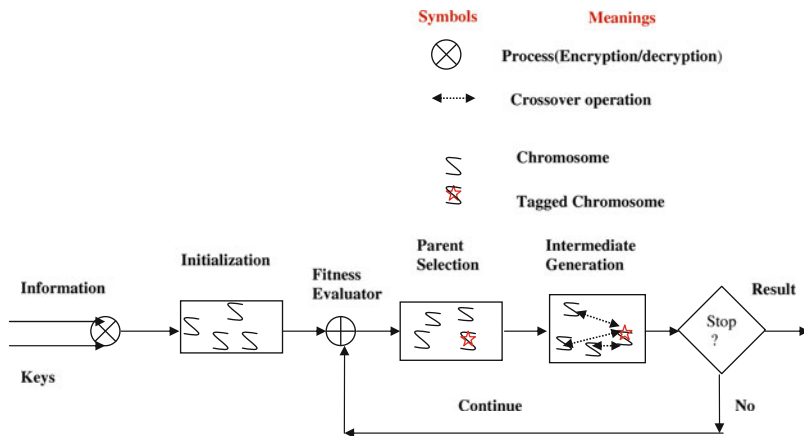 Symbols Meanings
Process(Encryption/decryption)
Crossover operation
Chromosome
Tagged Chromosome
Information
Keys
Initialization
Fitness
Evaluator
Parent
Selection
Intermediate
Generation
Stop
?
Result
No
Continue